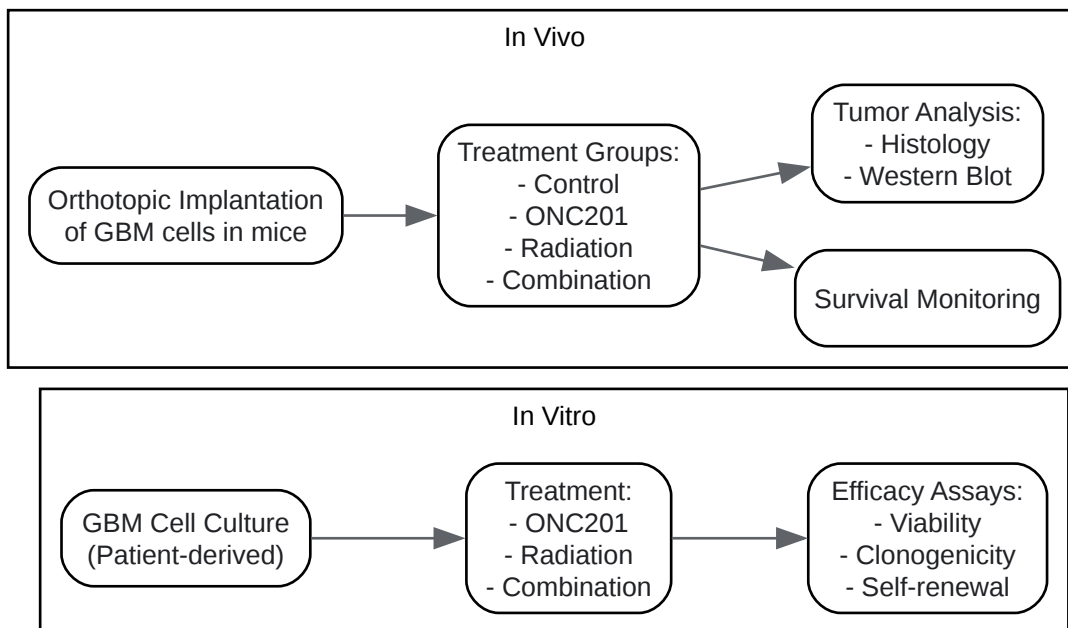 In Vivo
Orthotopic Implantation
of GBM cells in mice
Treatment Groups:
- Control
- ONC201
- Radiation
- Combination
Tumor Analysis:
- Histology
- Western Blot
Survival Monitoring
In Vitro
GBM Cell Culture
(Patient-derived)
Treatment:
- ONC201
- Radiation
- Combination
Efficacy Assays:
- Viability
- Clonogenicity
- Self-renewal